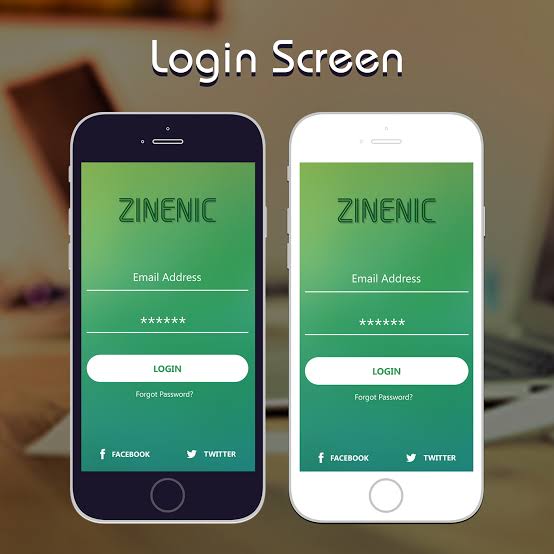 Login Screen
ZINENIC
Email Address
******
LOGIN
Forgot Password?
FACEBOOK TWITTER
ZINENIC
Email Address
******
LOGIN
Forgot Password?
FACEBOOK TWITTER